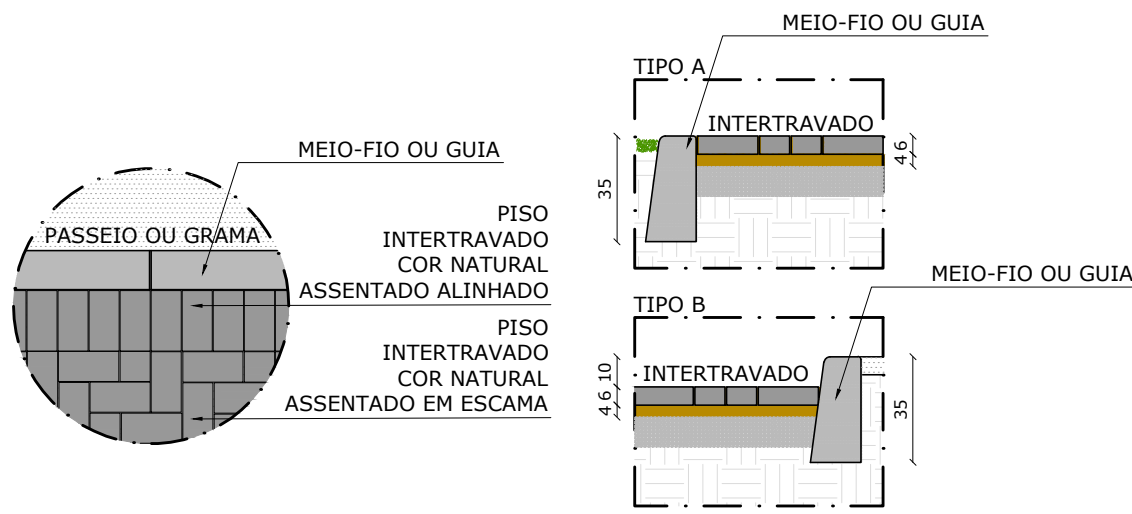 MEIO-FIO OU GUIA
PASSEIO OU GRAMA
PISO
INTERTRAVADO
COR NATURAL
ASSENTADO ALINHADO
PISO
INTERTRAVADO
COR NATURAL
ASSENTADO EM ESCAMA
MEIO-FIO OU GUIA
TIPO A
INTERTRAVADO
35
4 6
MEIO-FIO OU GUIA
TIPO B
INTERTRAVADO
4 6 10
35